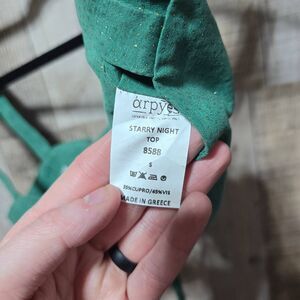 árpyes
STARRY NIGHT
TOP
8588
S
55%CUPRO/45%VIS
MADE IN GREECE